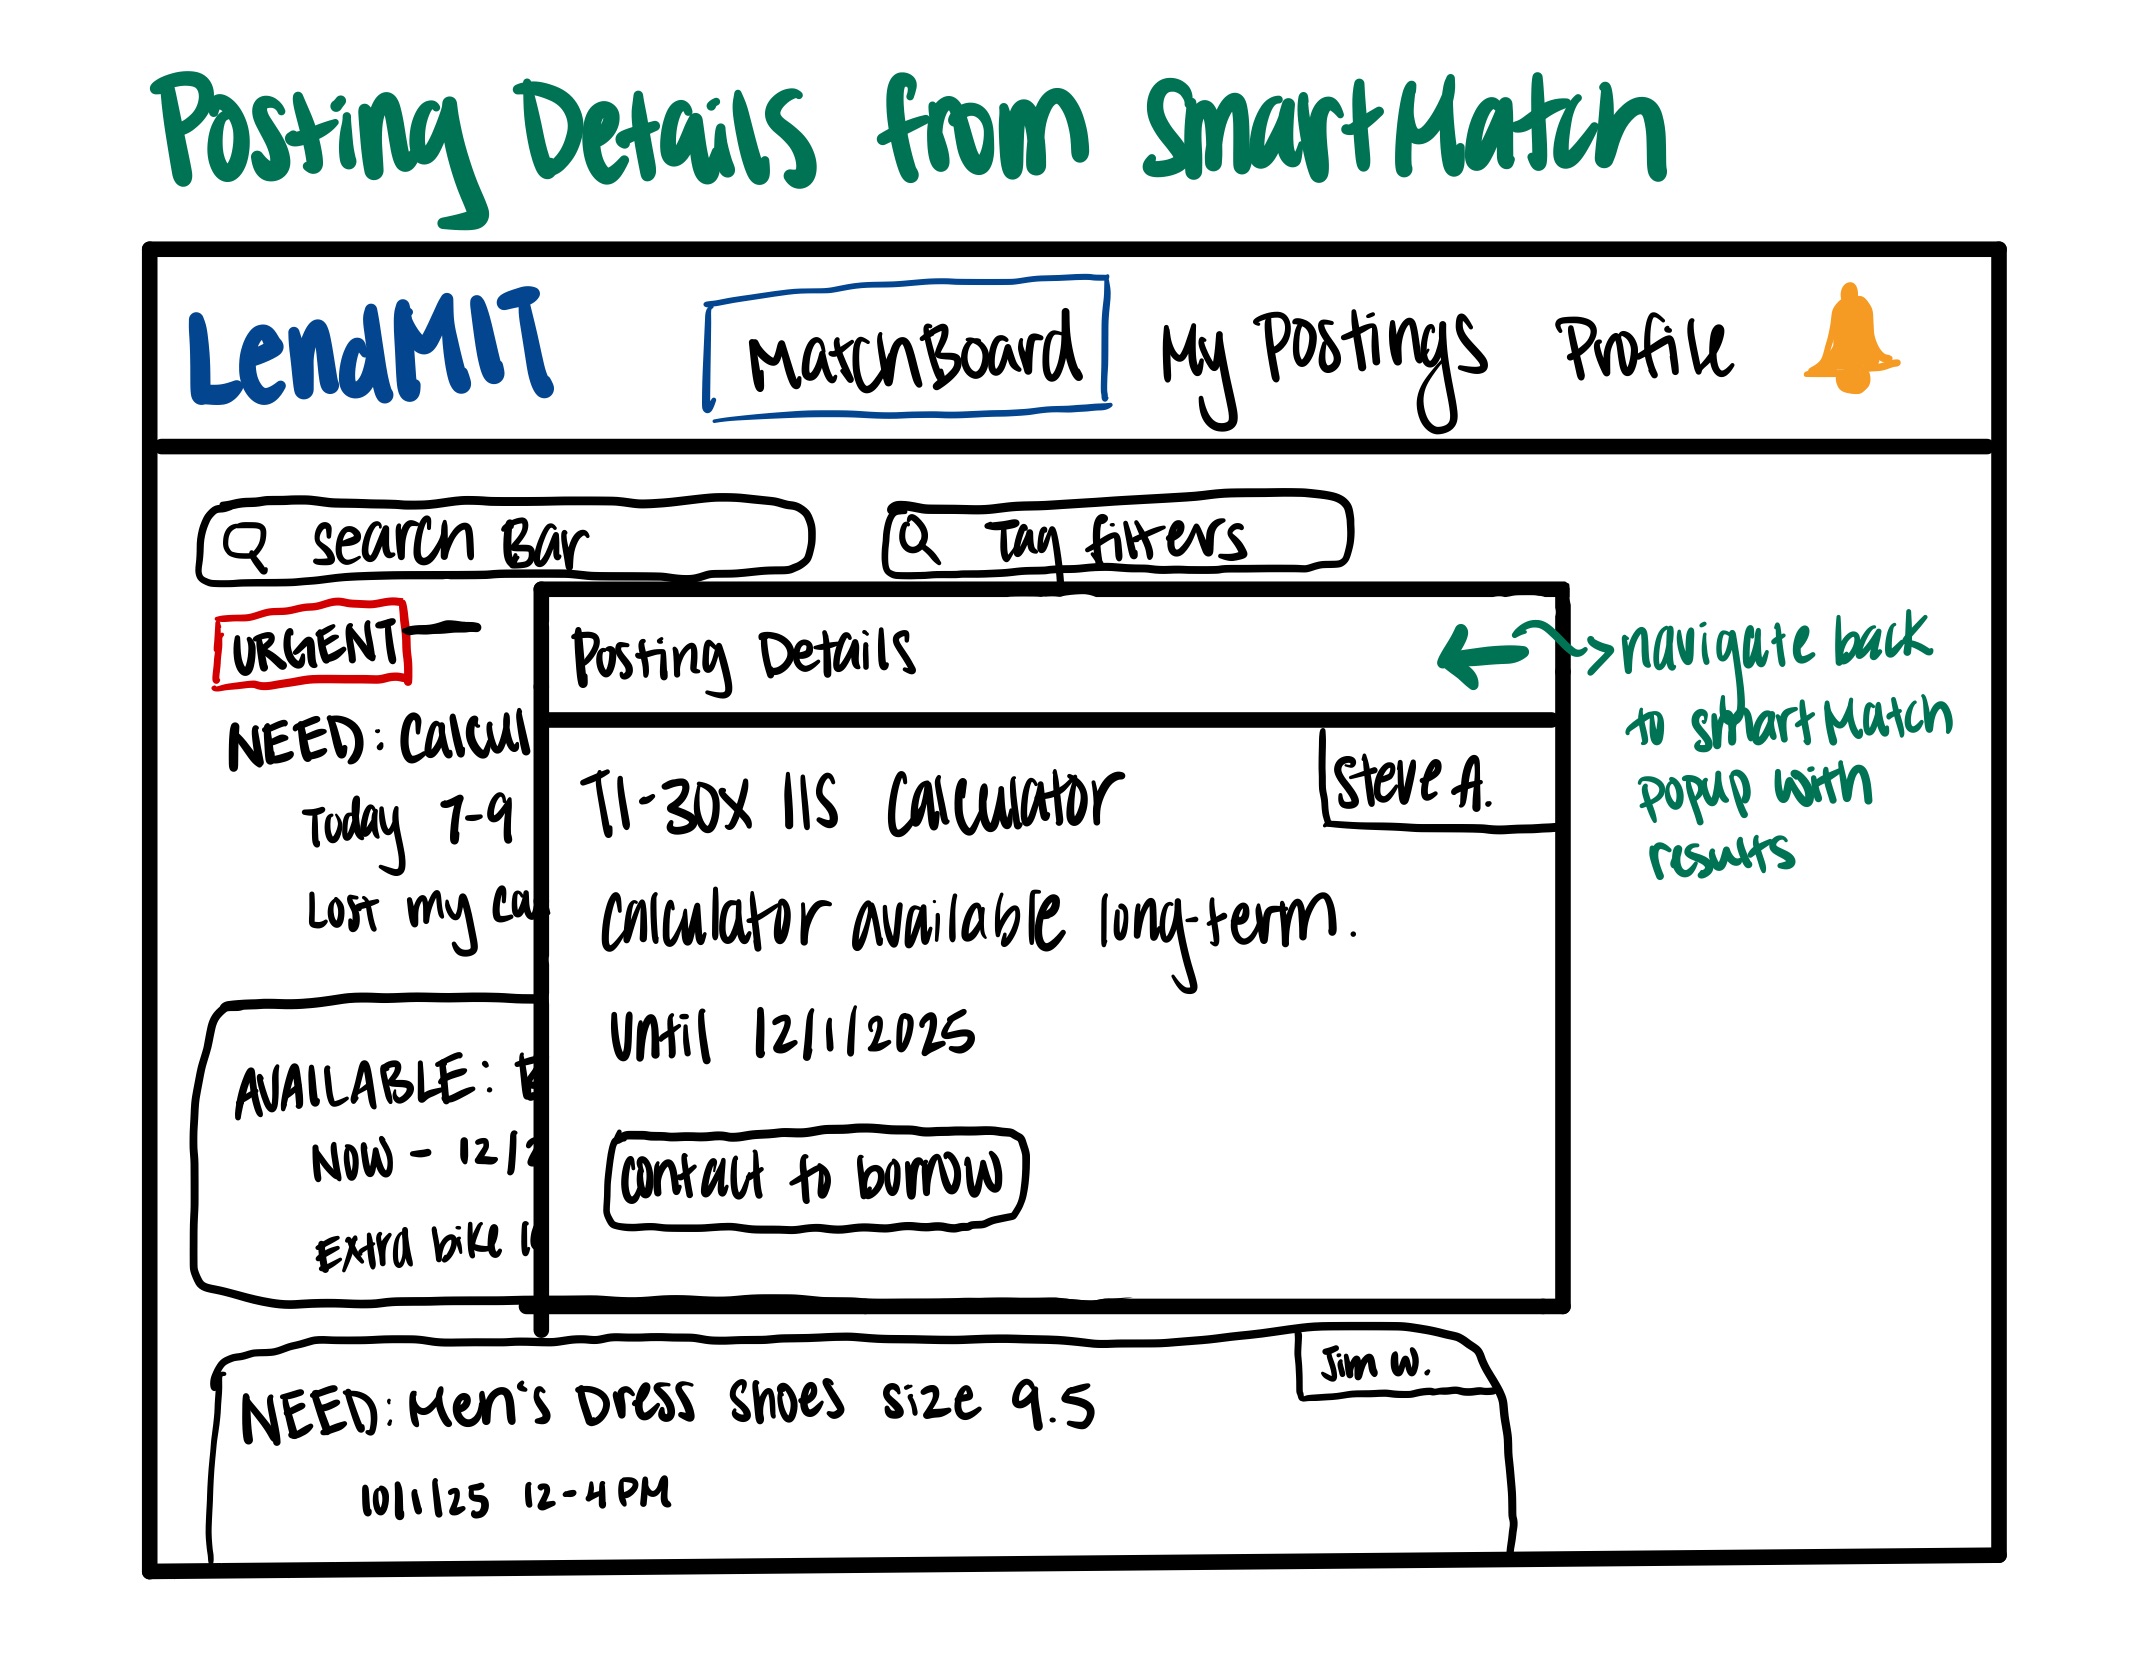 Posting Details from SmartMatch
LendMIT MatchBoard My Postings Profile
Search Bar Tag filters
URGENT
NEED: Calcul
Today 7-9
Lost my ca
AVAILABLE: B
NOW - 12/2
Extra bike l
Posting Details
TI-30X IIS Calculator
Steve A.
Calculator available long-term.
Until 12/1/2025
Contact to borrow
navigate back
to SmartMatch
popup with
results
NEED: Men's Dress Shoes size 9.5
Jim W.
10/1/25 12-4 PM